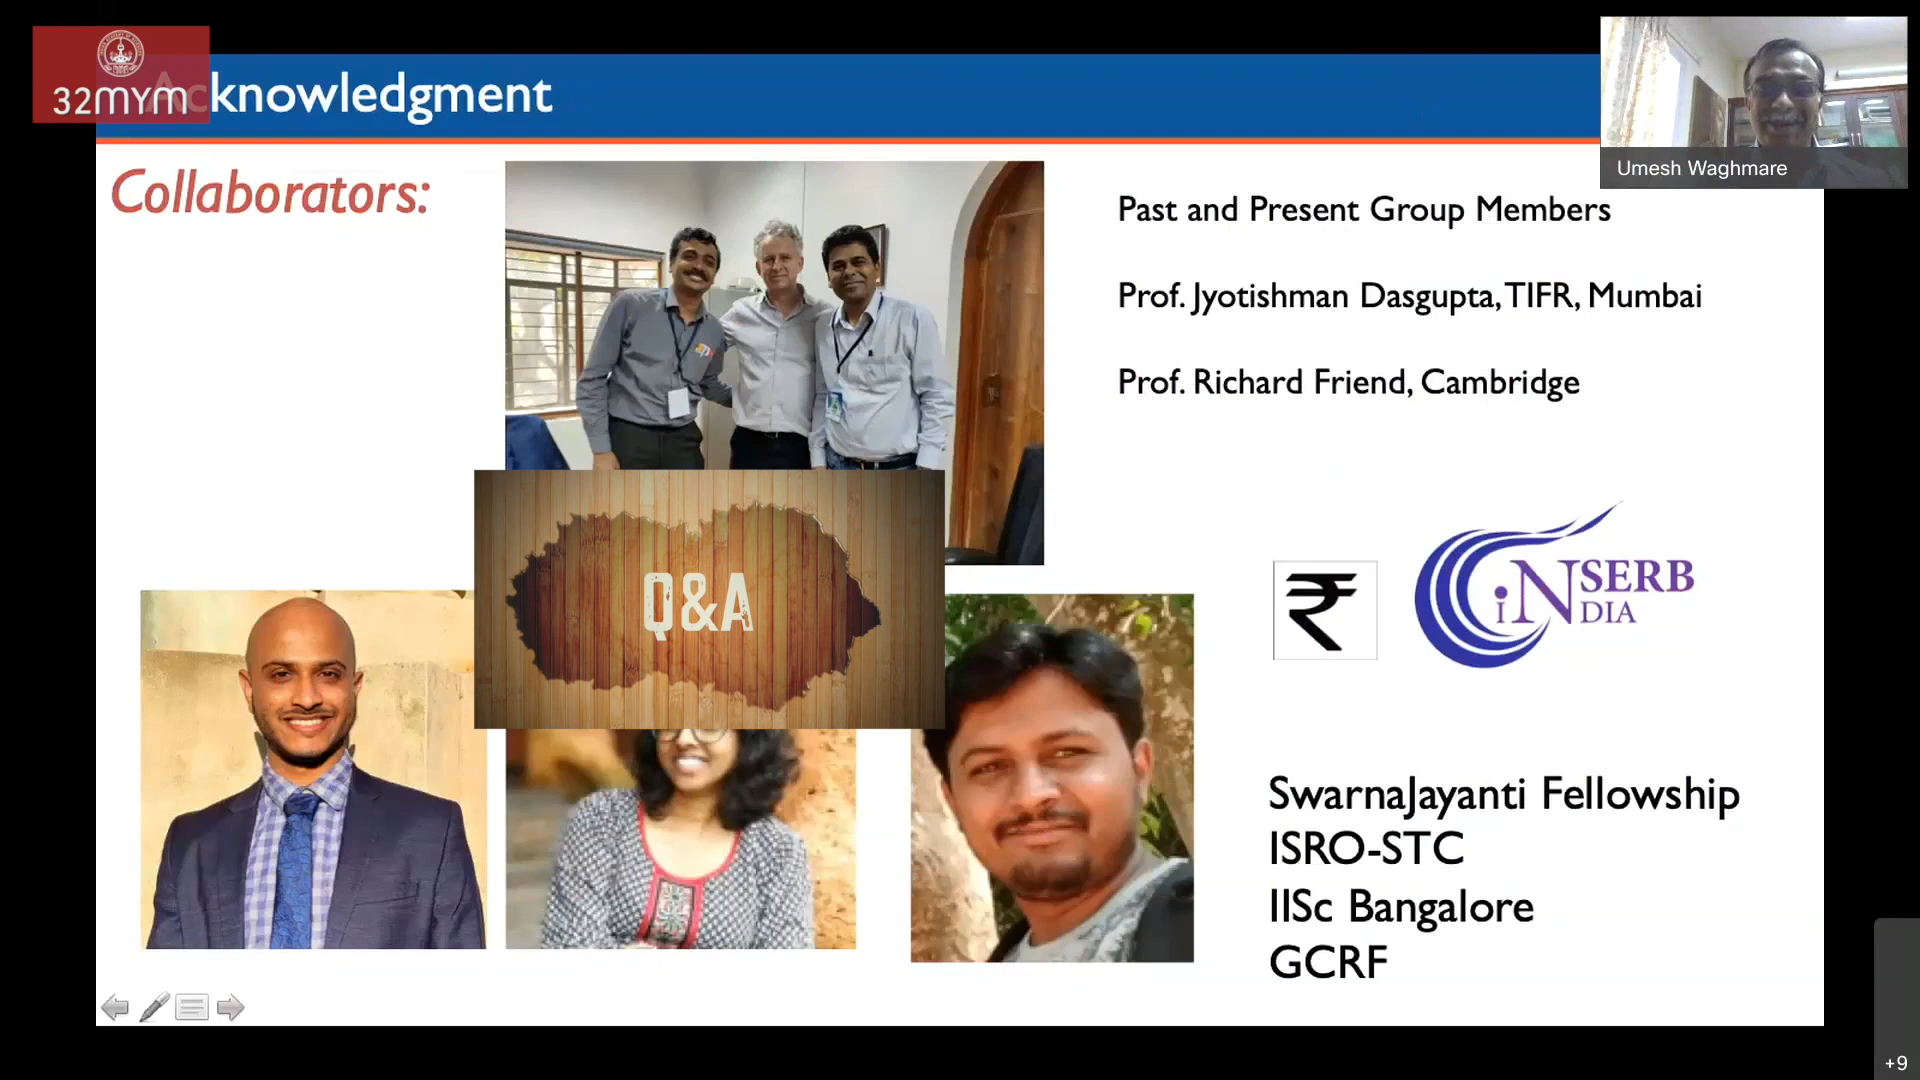 32mym
Acknowledgment
Umesh Waghmare
Collaborators:
Past and Present Group Members
Prof. Jyotishman Dasgupta, TIFR, Mumbai
Prof. Richard Friend, Cambridge
Q&A
₹
SERB
iNDIA
SwarnaJayanti Fellowship
ISRO-STC
IISc Bangalore
GCRF
+9